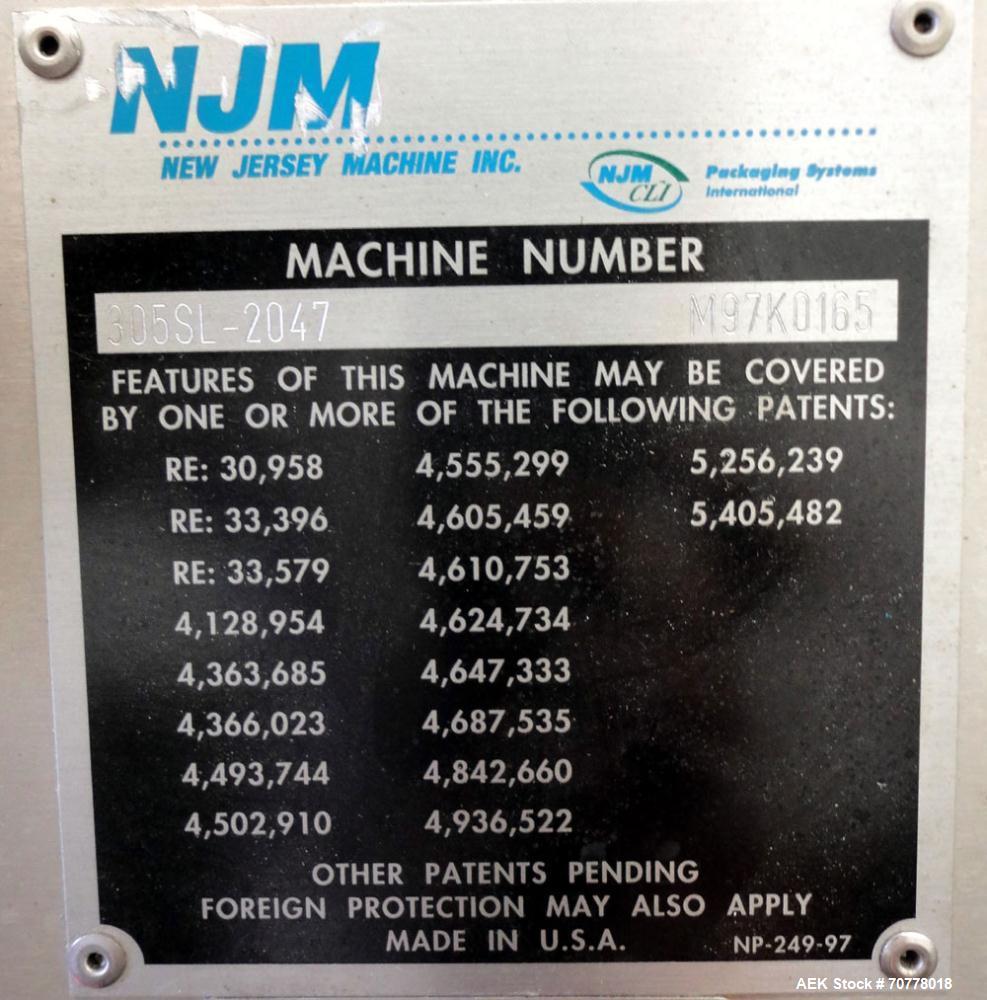 NJM
NEW JERSEY MACHINE INC.
NJM CLI
Packaging Systems
International
MACHINE NUMBER
305SL-2047 M97K0165
FEATURES OF THIS MACHINE MAY BE COVERED
BY ONE OR MORE OF THE FOLLOWING PATENTS:
RE: 30,958 4,555,299 5,256,239
RE: 33,396 4,605,459 5,405,482
RE: 33,579 4,610,753
4,128,954 4,624,734
4,363,685 4,647,333
4,366,023 4,687,535
4,493,744 4,842,660
4,502,910 4,936,522
OTHER PATENTS PENDING
FOREIGN PROTECTION MAY ALSO APPLY
MADE IN U.S.A. NP-249-97
AEK Stock # 70778018